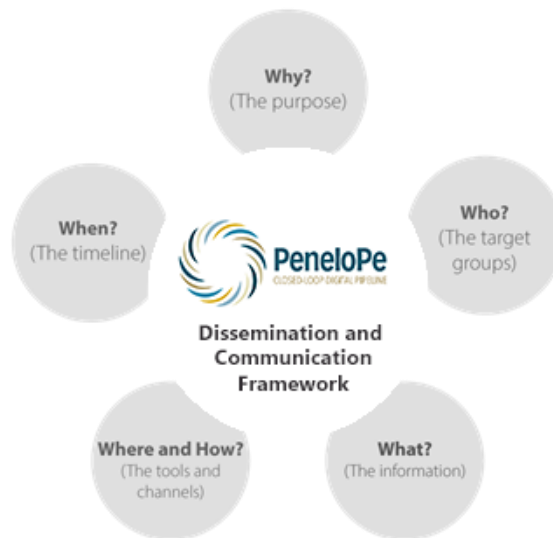 Why?
(The purpose)
When?
(The timeline)
Who?
(The target
groups)
PeneloPe
CLOSED-LOOP DIGITAL PIPELINE
Dissemination and
Communication
Framework
Where and How?
(The tools and
channels)
What?
(The information)